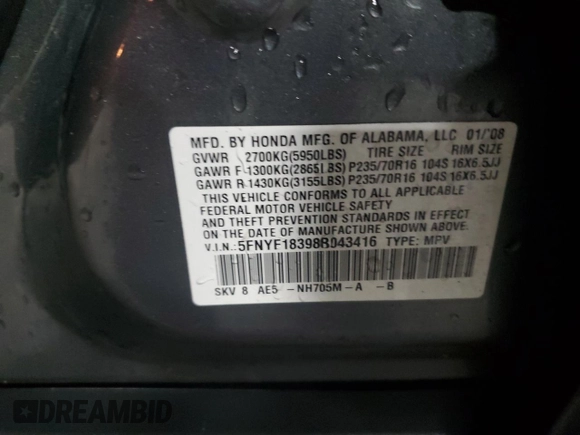 MFD. BY HONDA MFG. OF ALABAMA, LLC 01/'08
GVWR 2700KG(5950LBS) TIRE SIZE RIM SIZE
GAWR F 1300KG(2865LBS) P235/70R16 104S 16X6.5JJ
GAWR R 1430KG(3155LBS) P235/70R16 104S 16X6.5JJ
THIS VEHICLE CONFORMS TO ALL APPLICABLE
FEDERAL MOTOR VEHICLE SAFETY
AND THEFT PREVENTION STANDARDS IN EFFECT
ON THE DATE OF MANUFACTURE SHOWN ABOVE.
V.I.N.: 5FNYF18398B043416 TYPE: MPV
SKV 8 AE5 -NH705M-A -B
DREAMBID